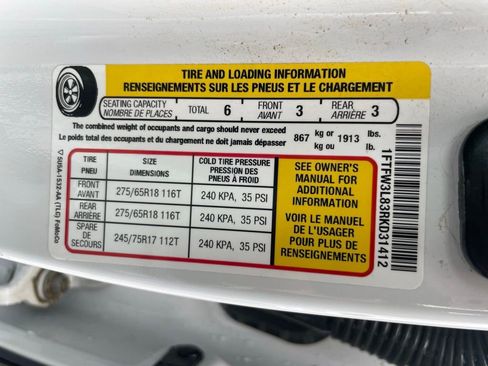 TIRE AND LOADING INFORMATION
RENSEIGNEMENTS SUR LES PNEUS ET LE CHARGEMENT
SEATING CAPACITY
NOMBRE DE PLACES
TOTAL 6
FRONT
AVANT 3
REAR
ARRIÈRE 3
The combined weight of occupants and cargo should never exceed
Le poids total des occupants et du chargement ne doit jamais dépasser
867 kg or 1913 lbs.
kg ou lb.
TIRE SIZE COLD TIRE PRESSURE
PNEU DIMENSIONS PRESSION DES PNEUS À FROID
FRONT
AVANT 275/65R18 116T 240 KPA, 35 PSI
REAR
ARRIÈRE 275/65R18 116T 240 KPA, 35 PSI
SPARE
DE SECOURS 245/75R17 112T 240 KPA, 35 PSI
SEE OWNER'S
MANUAL FOR
ADDITIONAL
INFORMATION
VOIR LE MANUEL
DE L'USAGER
POUR PLUS DE
RENSEIGNEMENTS
1FTFW3L83RKD31412